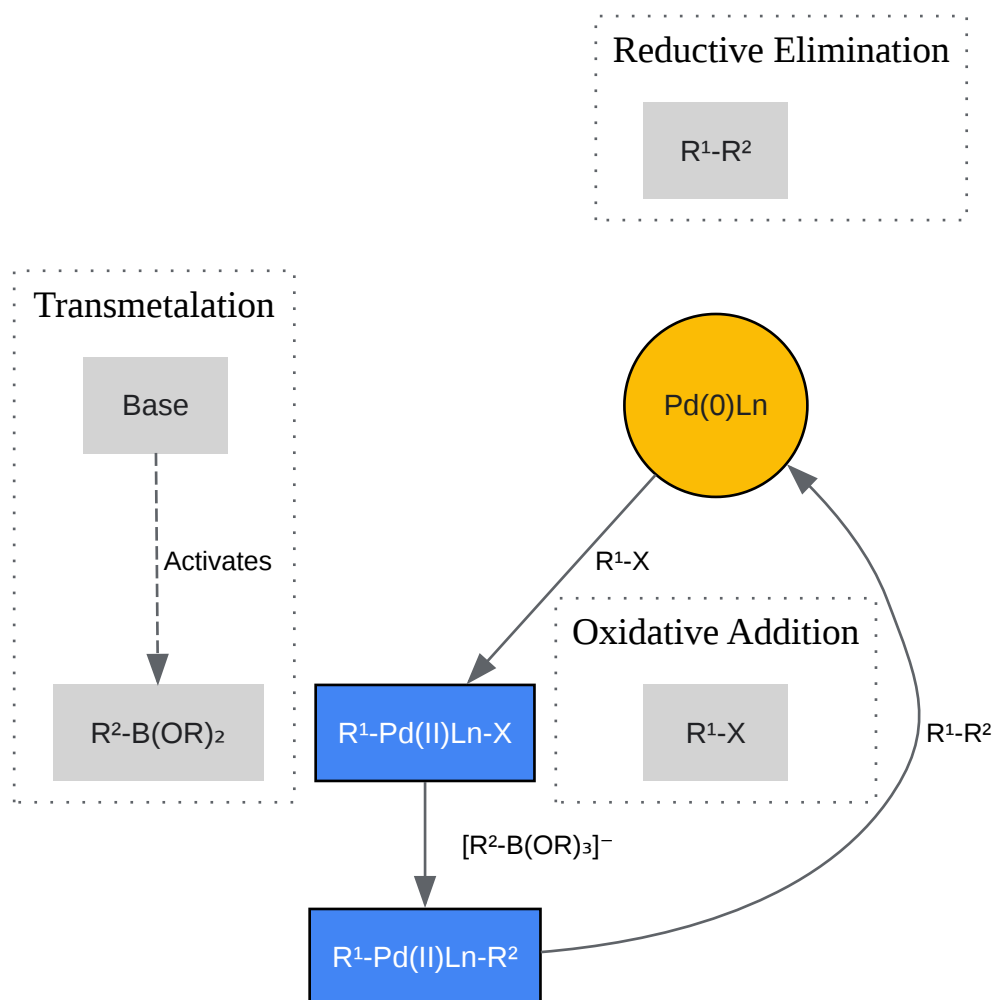 Reductive Elimination
R¹-R²
Transmetalation
Base
Pd(0)Ln
Activates
R¹-X
Oxidative Addition
R²-B(OR)₂
R¹-Pd(II)Ln-X
R¹-X
R¹-R²
[R²-B(OR)₃]⁻
R¹-Pd(II)Ln-R²